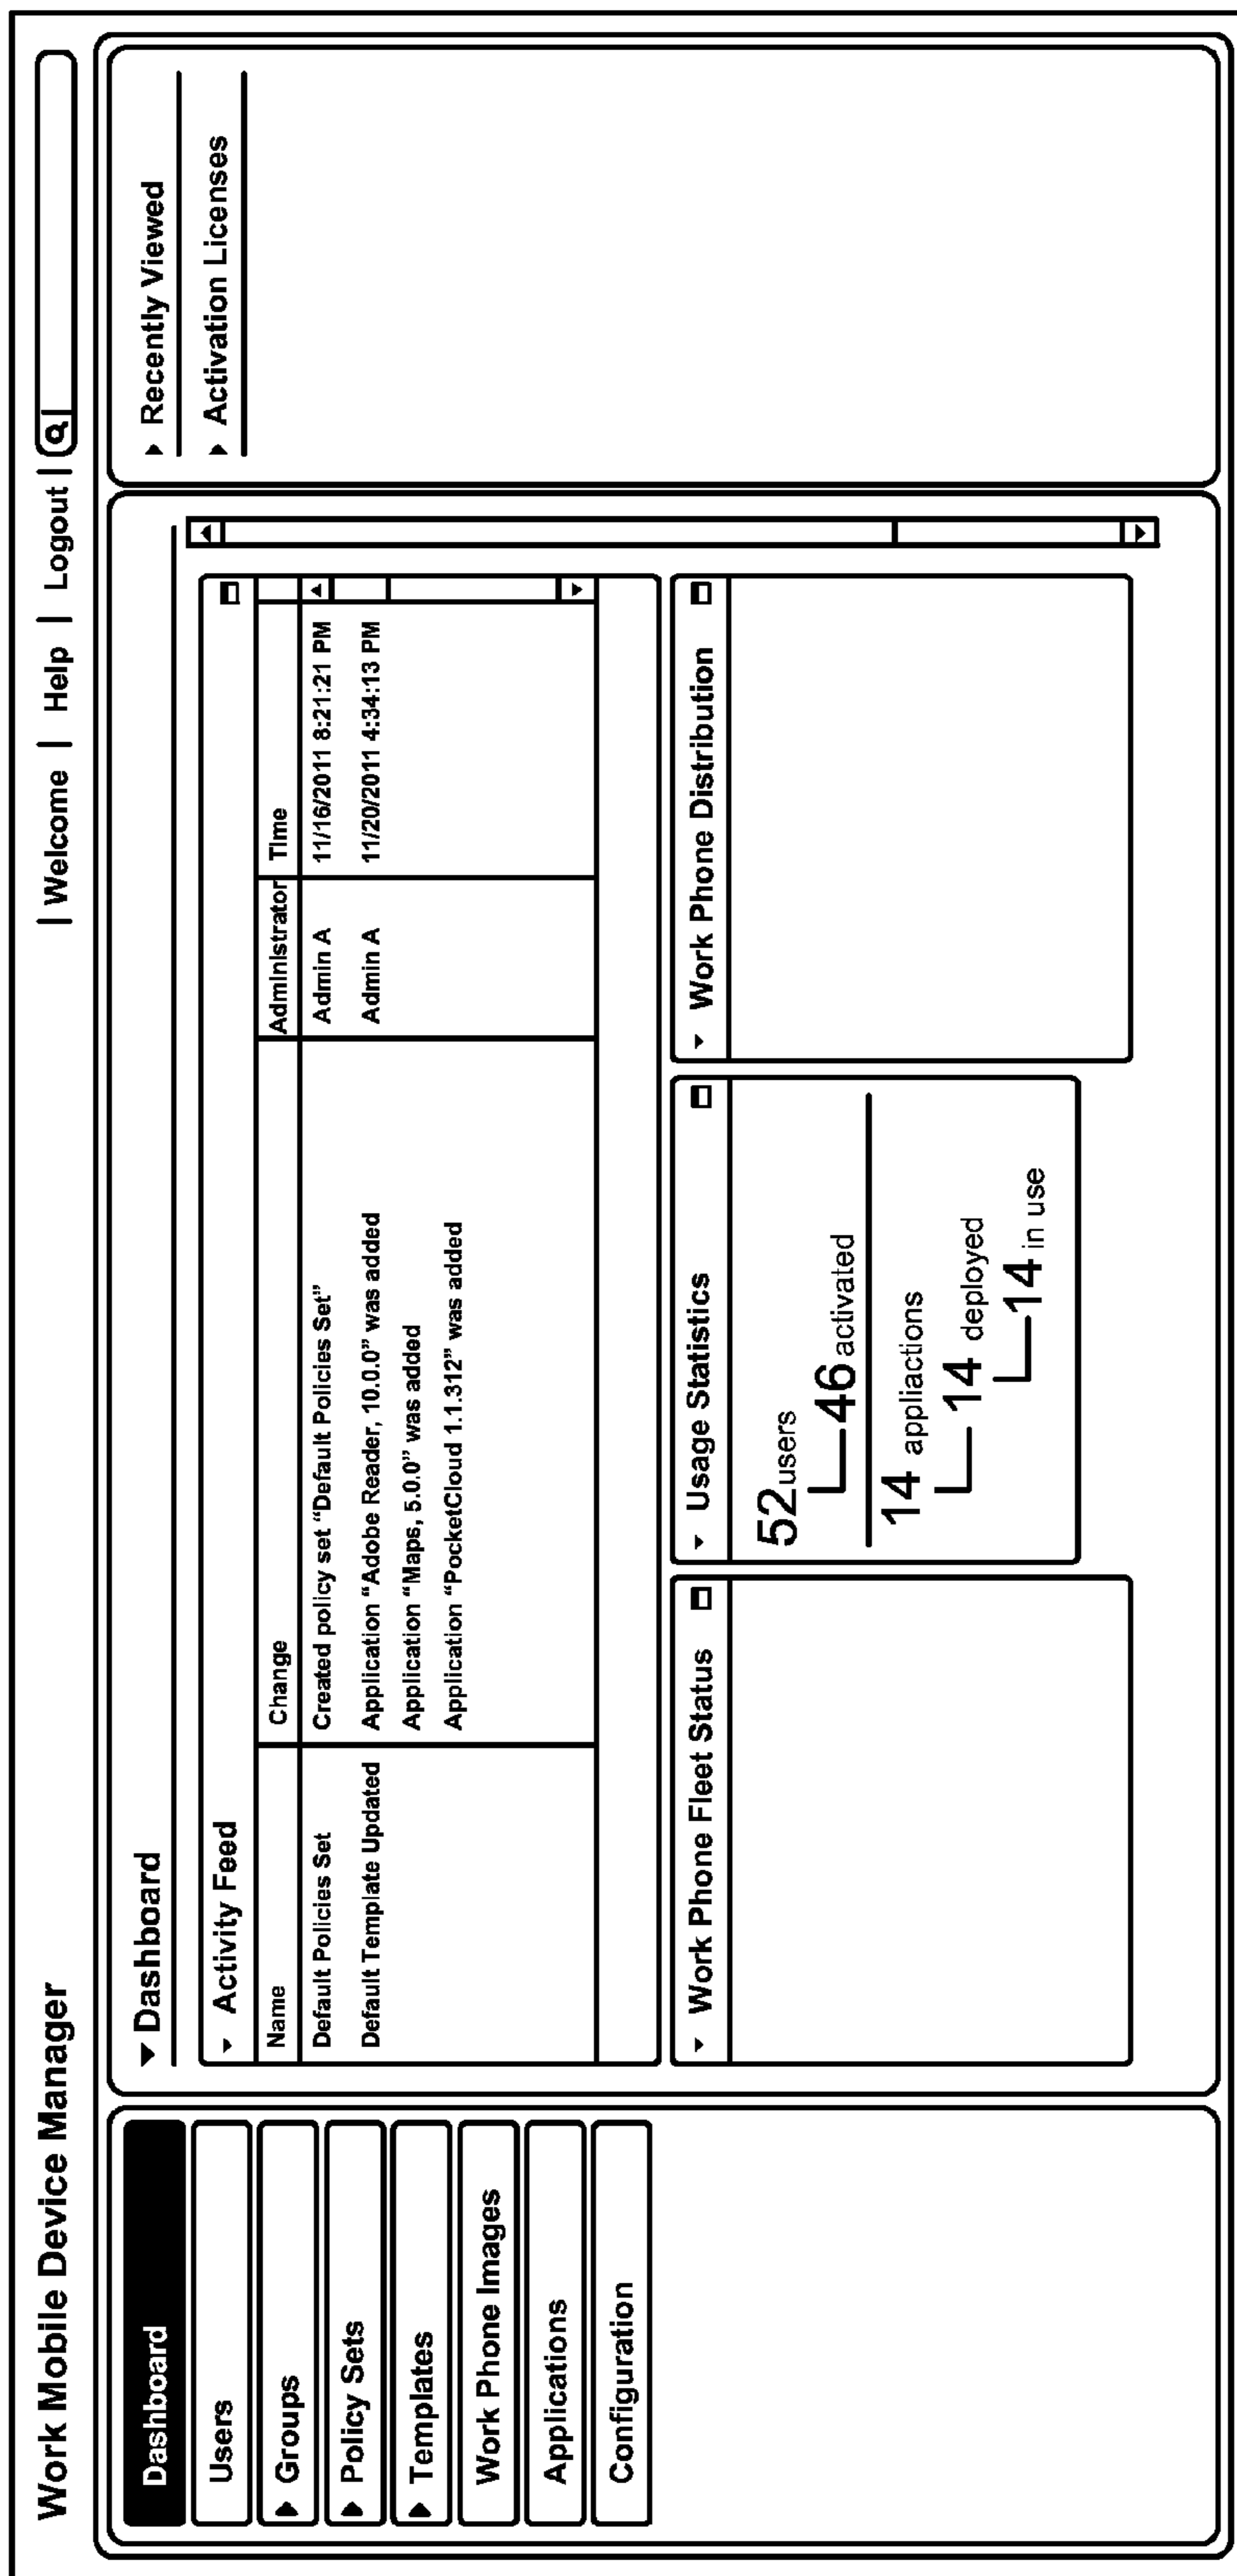 Work Mobile Device Manager
| Welcome | Help | Logout |
Dashboard
Users
Groups
Policy Sets
Templates
Work Phone Images
Applications
Configuration
Dashboard
Activity Feed
Name Change Administrator Time
Default Policies Set Created policy set “Default Policies Set” Admin A 11/16/2011 8:21:21 PM
Default Template Updated Application “Adobe Reader, 10.0.0” was added Admin A 11/20/2011 4:34:13 PM
Application “Maps, 5.0.0” was added
Application “PocketCloud 1.1.312” was added
Work Phone Fleet Status
Usage Statistics
52 users
46 activated
14 appliactions
14 deployed
14 in use
Work Phone Distribution
Recently Viewed
Activation Licenses